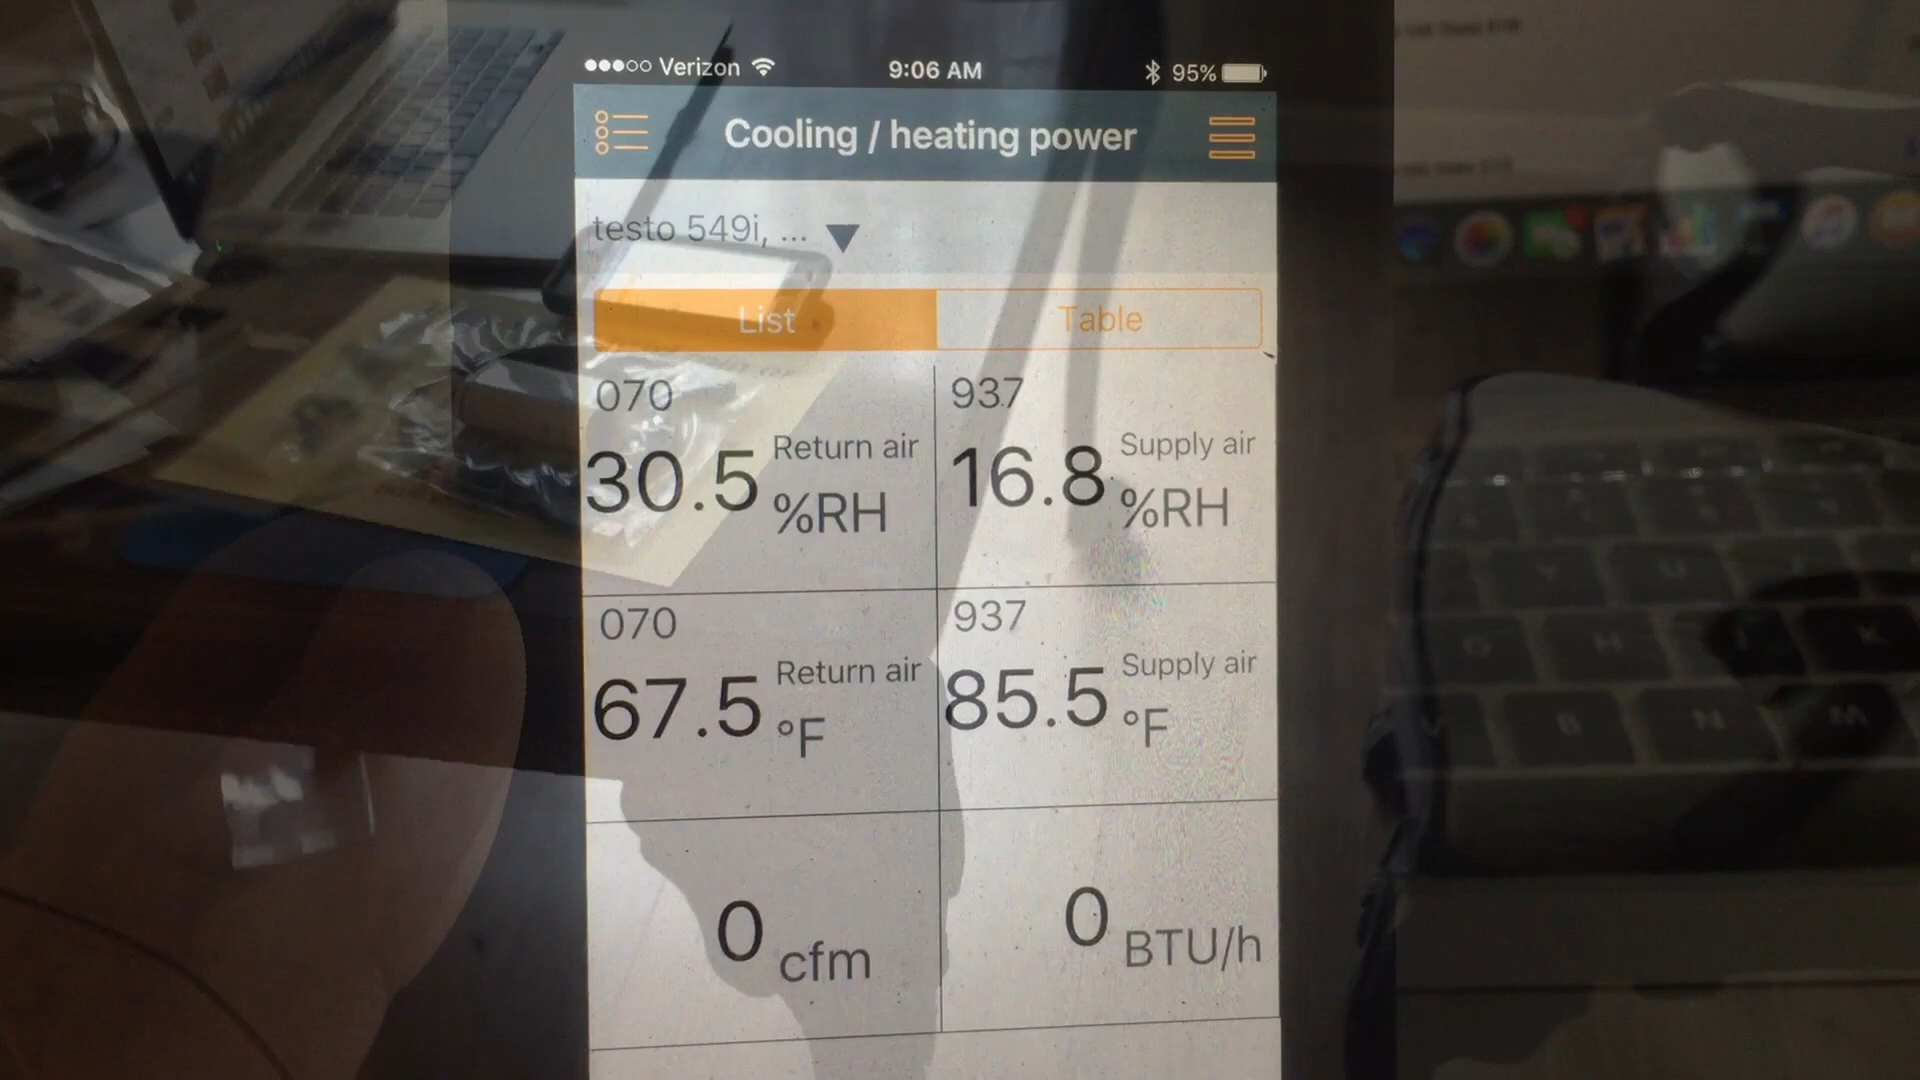 Verizon 9:06 AM 95%
Cooling / heating power
testo 549i, ...
List Table
070 937
30.5 Return air %RH 16.8 Supply air %RH
070 937
67.5 Return air °F 85.5 Supply air °F
0 cfm 0 BTU/h
Y U
G H J K
B N M